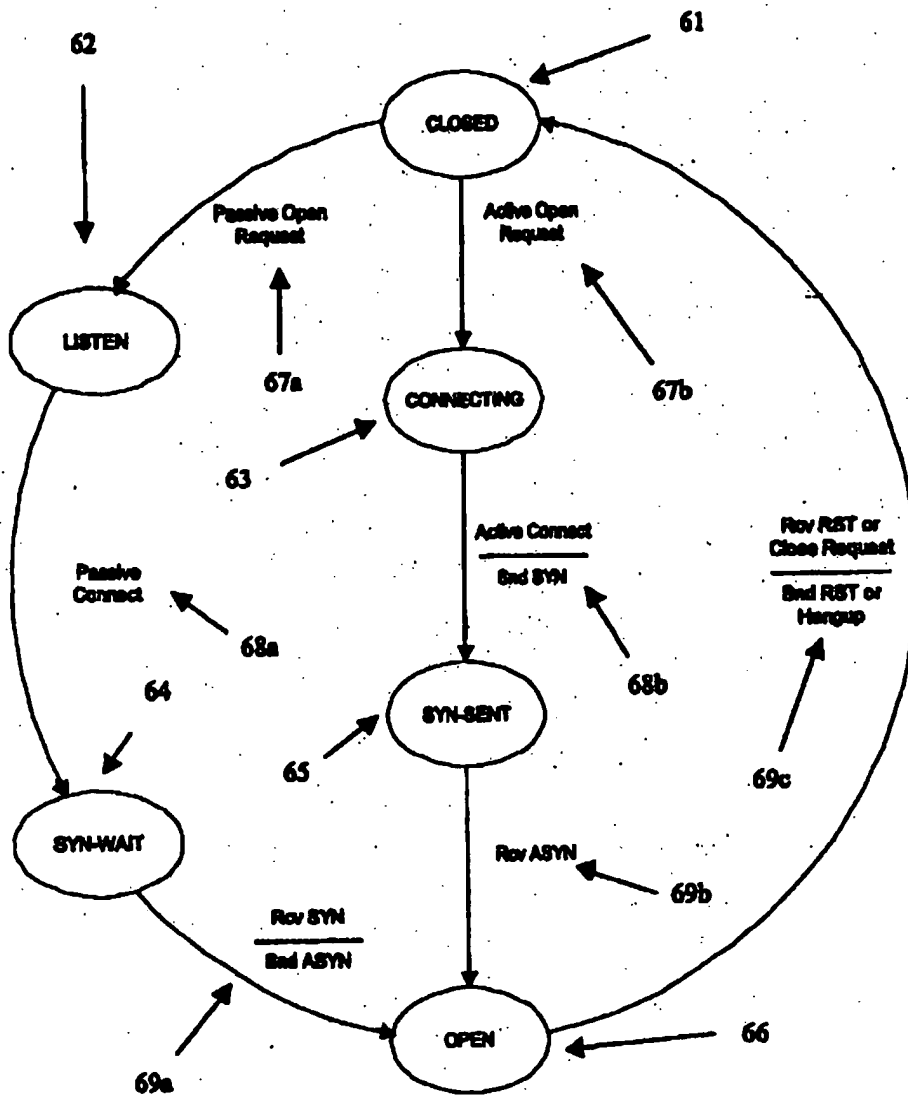 61
62
CLOSED
Passive Open
Request
Active Open
Request
LISTEN
67a
CONNECTING
67b
63
Active Connect
Snd SYN
Rcv RST or
Close Request
Snd RST or
Hangup
Passive
Connect
68a
68b
64
SYN-SENT
65
69c
SYN-WAIT
Rcv ASYN
69b
Rcv SYN
Snd ASYN
OPEN
66
69a